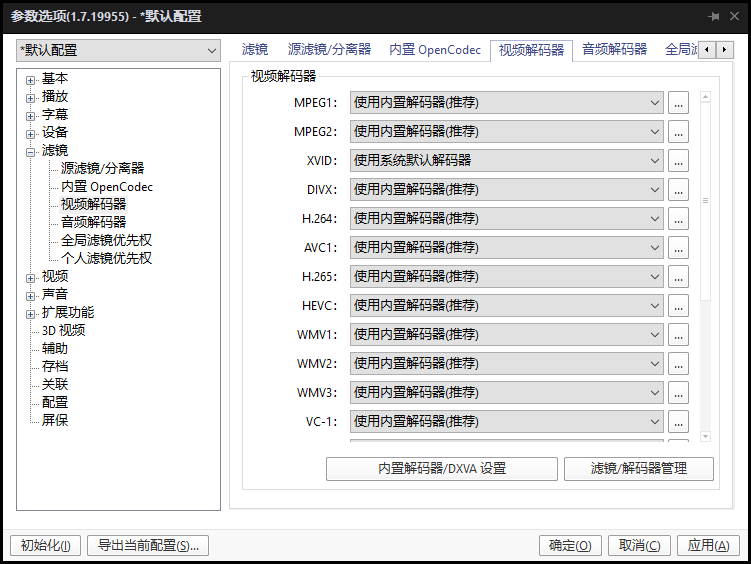 参数选项(1.7.19955) - *默认配置
*默认配置
基本
播放
字幕
设备
滤镜
源滤镜/分离器
内置 OpenCodec
视频解码器
音频解码器
全局滤镜优先权
个人滤镜优先权
视频
声音
扩展功能
3D 视频
辅助
存档
关联
配置
屏保
滤镜 源滤镜/分离器 内置 OpenCodec 视频解码器 音频解码器 全局
视频解码器
MPEG1: 使用内置解码器(推荐) ...
MPEG2: 使用内置解码器(推荐) ...
XVID: 使用系统默认解码器 ...
DIVX: 使用内置解码器(推荐) ...
H.264: 使用内置解码器(推荐) ...
AVC1: 使用内置解码器(推荐) ...
H.265: 使用内置解码器(推荐) ...
HEVC: 使用内置解码器(推荐) ...
WMV1: 使用内置解码器(推荐) ...
WMV2: 使用内置解码器(推荐) ...
WMV3: 使用内置解码器(推荐) ...
VC-1: 使用内置解码器(推荐) ...
内置解码器/DXVA 设置 滤镜/解码器管理
初始化(I) 导出当前配置(S)... 确定(O) 取消(C) 应用(A)